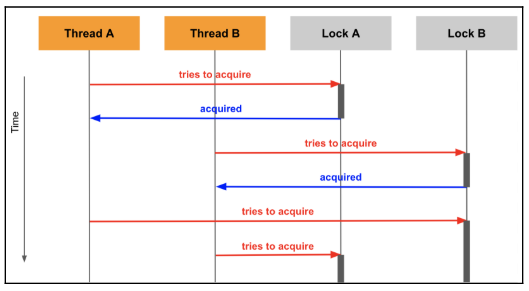 Thread A
Thread B
Lock A
Lock B
tries to acquire
acquired
Time
tries to acquire
acquired
tries to acquire
tries to acquire